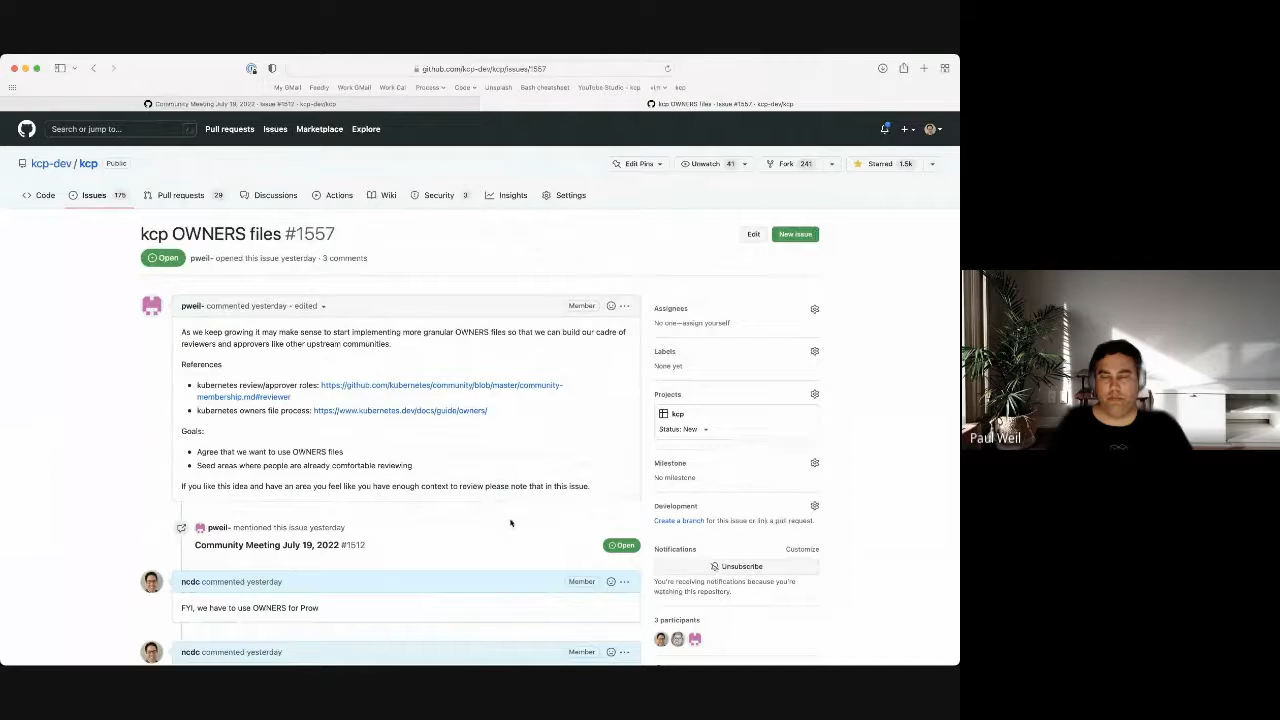 github.com/kcp-dev/kcp/issues/1557
My GMail Feedly Work GMail Work Cal Process Code Unsplash Bash cheatsheet YouTube Studio - kcp kcp
Community Meeting July 19, 2022 · Issue #1512 · kcp-dev/kcp
kcp OWNERS files · Issue #1557 · kcp-dev/kcp
Search or jump to... /
Pull requests Issues Marketplace Explore
kcp-dev / kcp Public
Edit Pins Unwatch 41 Fork 241 Starred 1.5k
Code Issues 175 Pull requests 29 Discussions Actions Wiki Security 3 Insights Settings
kcp OWNERS files #1557
Edit New issue
Open pweil- opened this issue yesterday · 3 comments
pweil- commented yesterday · edited Member
As we keep growing it may make sense to start implementing more granular OWNERS files so that we can build our cadre of
reviewers and approvers like other upstream communities.
References
kubernetes review/approver roles: https://github.com/kubernetes/community/blob/master/community-
membership.md#reviewer
kubernetes owners file process: https://www.kubernetes.dev/docs/guide/owners/
Goals:
Agree that we want to use OWNERS files
Seed areas where people are already comfortable reviewing
If you like this idea and have an area you feel like you have enough context to review please note that in this issue.
pweil- mentioned this issue yesterday
Community Meeting July 19, 2022 #1512
Open
ncdc commented yesterday Member
FYI, we have to use OWNERS for Prow
ncdc commented yesterday Member
Assignees
No one—assign yourself
Labels
None yet
Projects
kcp
Status: New
Milestone
No milestone
Development
Create a branch for this issue or link a pull request.
Notifications Customize
Unsubscribe
You're receiving notifications because you're
watching this repository.
3 participants
Paul Weil